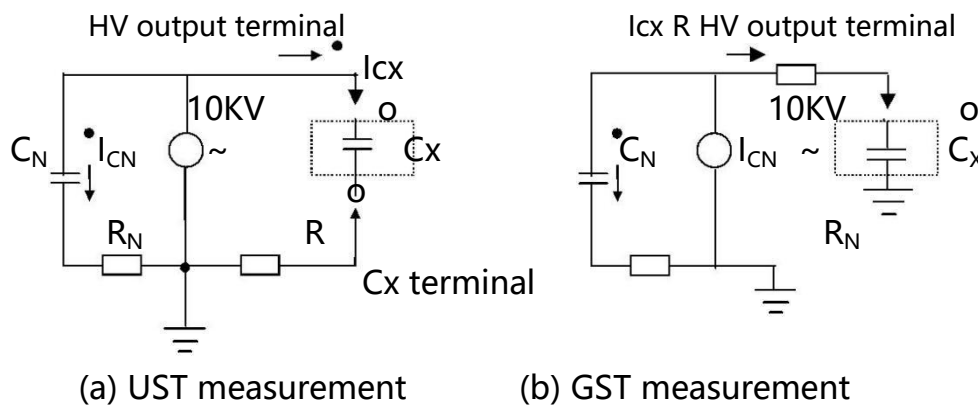 HV output terminal
Icx
10KV
o
~
C_N
I_CN
Cx
o
R_N
R
Cx terminal
(a) UST measurement
Icx R HV output terminal
10KV
o
C_N
I_CN ~
C_x
R_N
(b) GST measurement